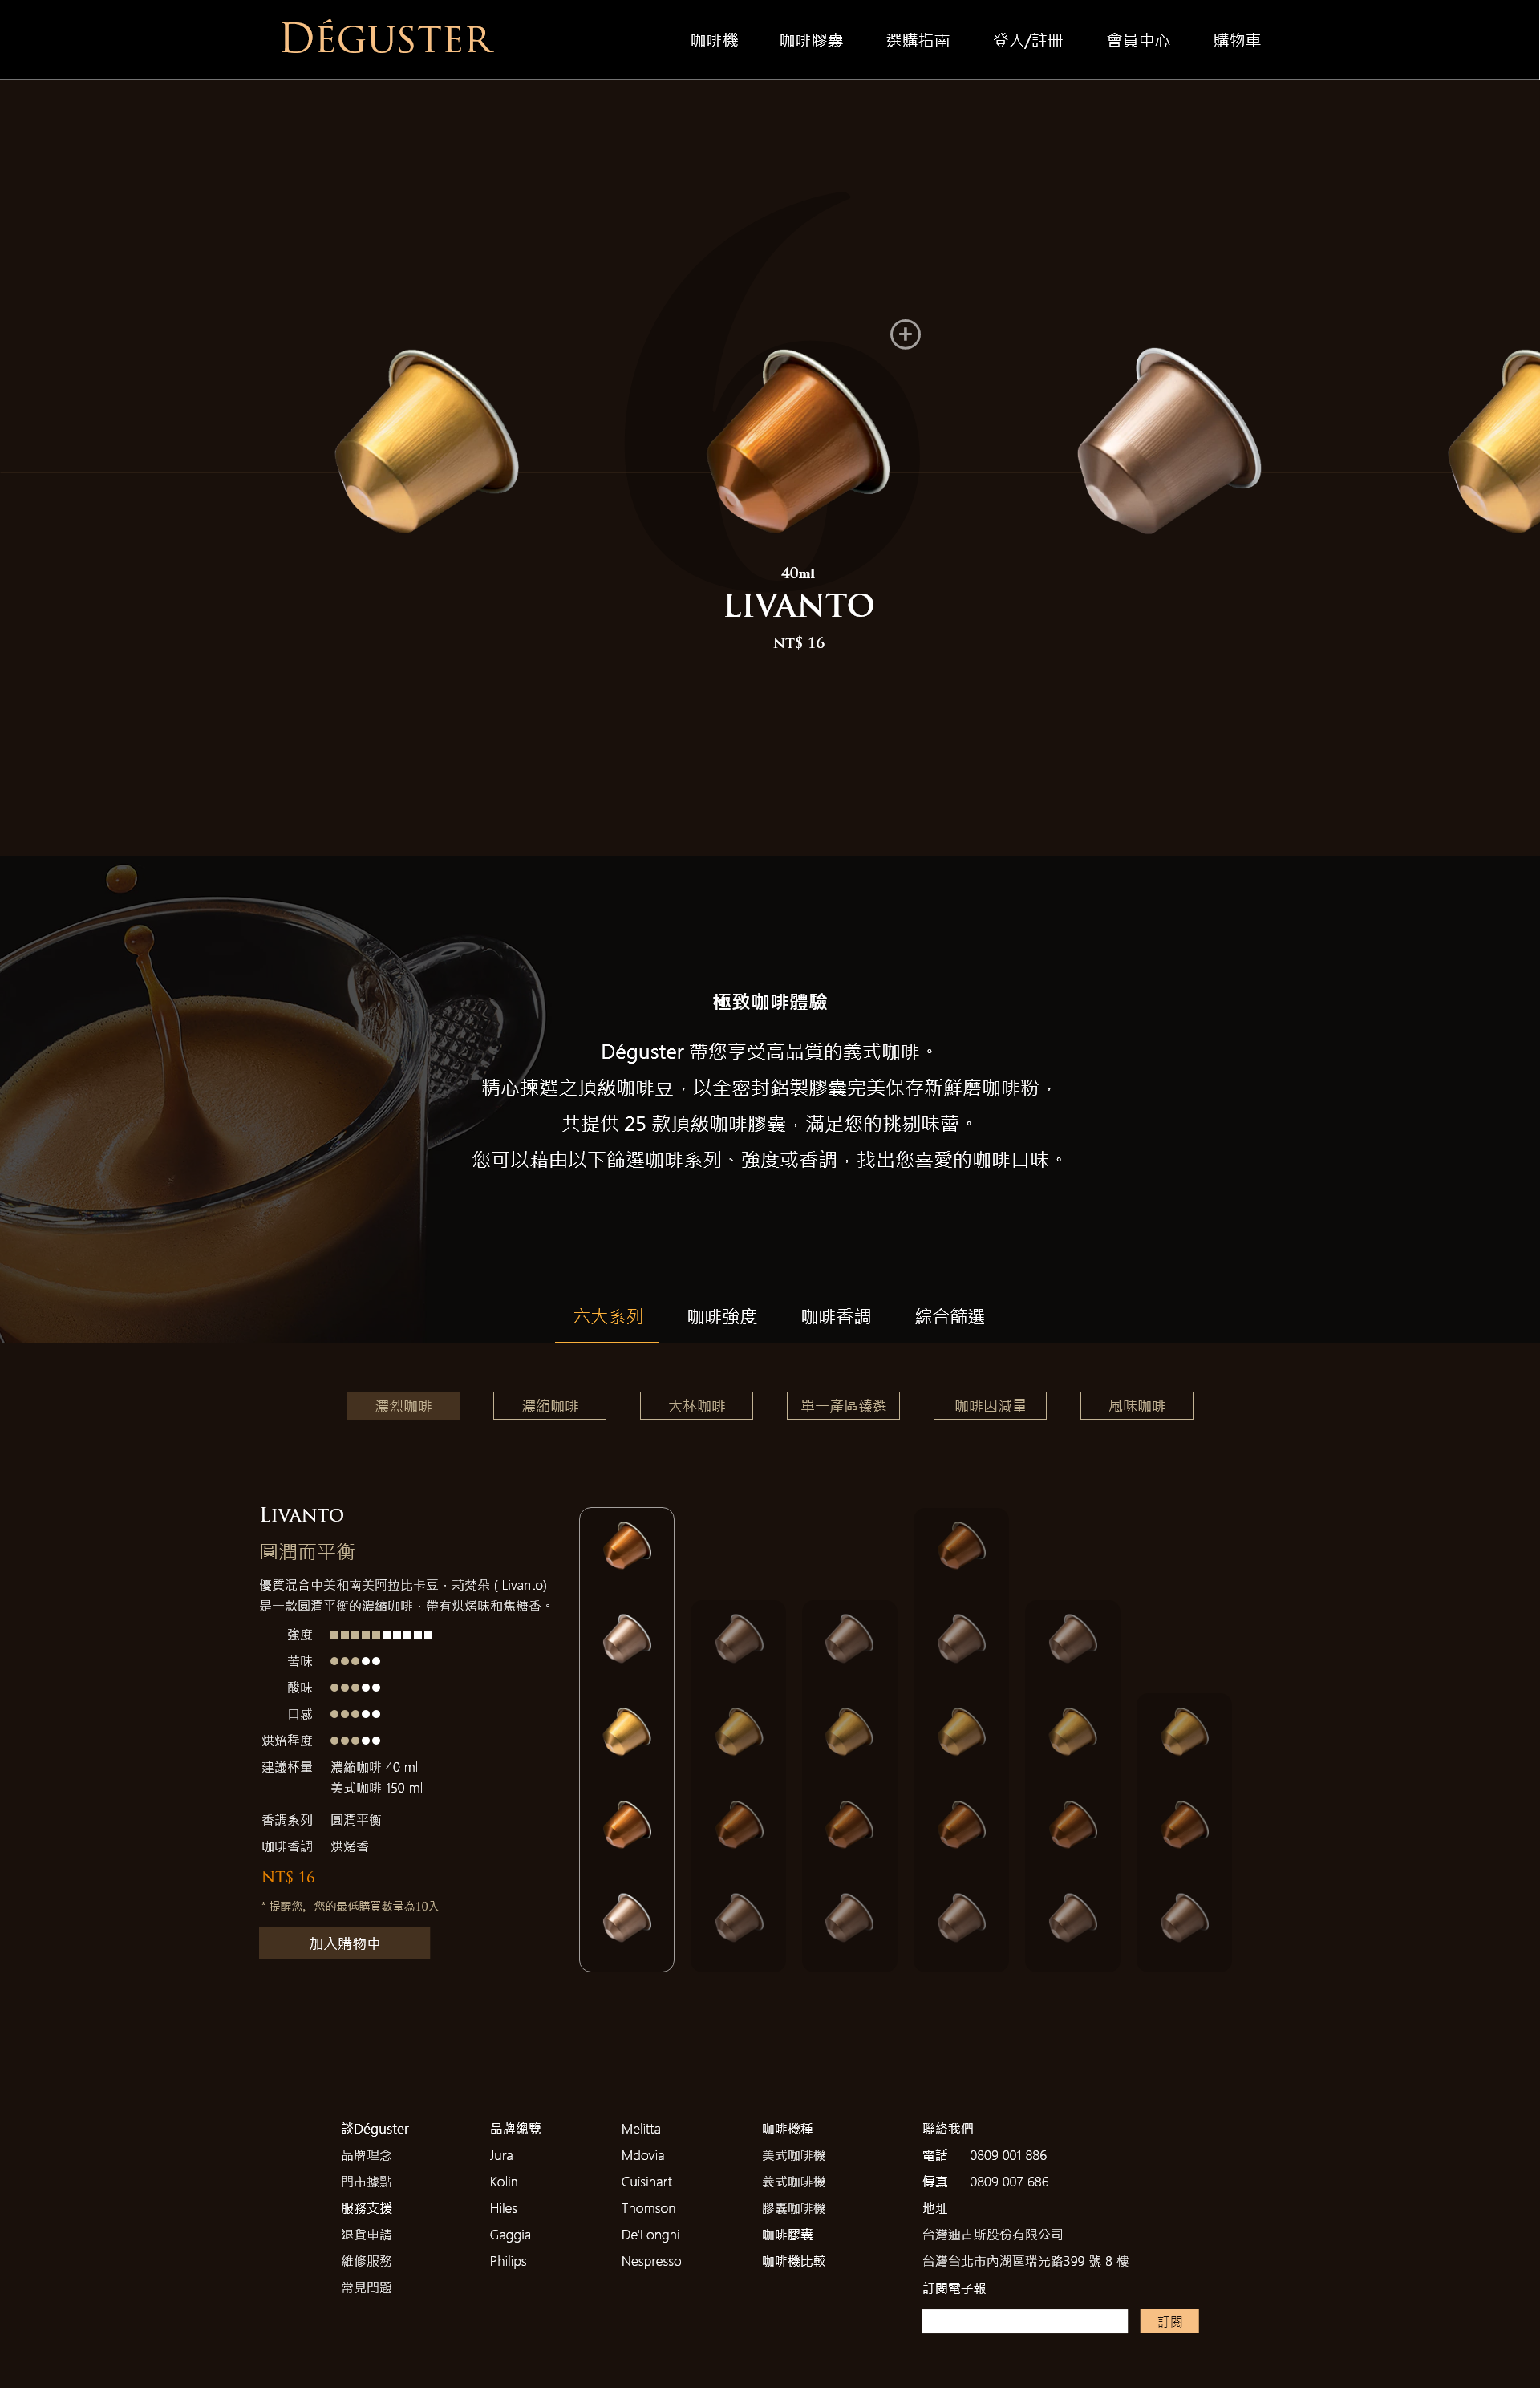 DÉGUSTER
咖啡機 咖啡膠囊 選購指南 登入/註冊 會員中心 購物車
6
40ml
LIVANTO
NT$ 16
極致咖啡體驗
Déguster 帶您享受高品質的義式咖啡。
精心揀選之頂級咖啡豆，以全密封鋁製膠囊完美保存新鮮磨咖啡粉，
共提供 25 款頂級咖啡膠囊，滿足您的挑剔味蕾。
您可以藉由以下篩選咖啡系列、強度或香調，找出您喜愛的咖啡口味。
六大系列 咖啡強度 咖啡香調 綜合篩選
濃烈咖啡 濃縮咖啡 大杯咖啡 單一產區臻選 咖啡因減量 風味咖啡
LIVANTO
圓潤而平衡
優質混合中美和南美阿拉比卡豆，莉梵朵 ( Livanto)
是一款圓潤平衡的濃縮咖啡，帶有烘烤味和焦糖香。
強度
苦味
酸味
口感
烘焙程度
建議杯量 濃縮咖啡 40 ml
美式咖啡 150 ml
香調系列 圓潤平衡
咖啡香調 烘烤香
NT$ 16
* 提醒您，您的最低購買數量為10入
加入購物車
談Déguster
品牌理念
門市據點
服務支援
退貨申請
維修服務
常見問題
品牌總覽
Jura
Kolin
Hiles
Gaggia
Philips
Melitta
Mdovia
Cuisinart
Thomson
De'Longhi
Nespresso
咖啡機種
美式咖啡機
義式咖啡機
膠囊咖啡機
咖啡膠囊
咖啡機比較
聯絡我們
電話 0809 001 886
傳真 0809 007 686
地址
台灣迪古斯股份有限公司
台灣台北市內湖區瑞光路399 號 8 樓
訂閱電子報
訂閱